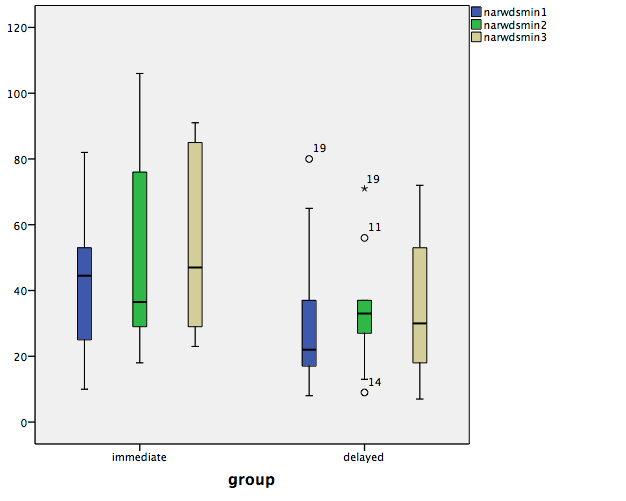 narwdsmin1
narwdsmin2
narwdsmin3
120
100
80
60
40
20
0
19
19
11
14
immediate
delayed
group